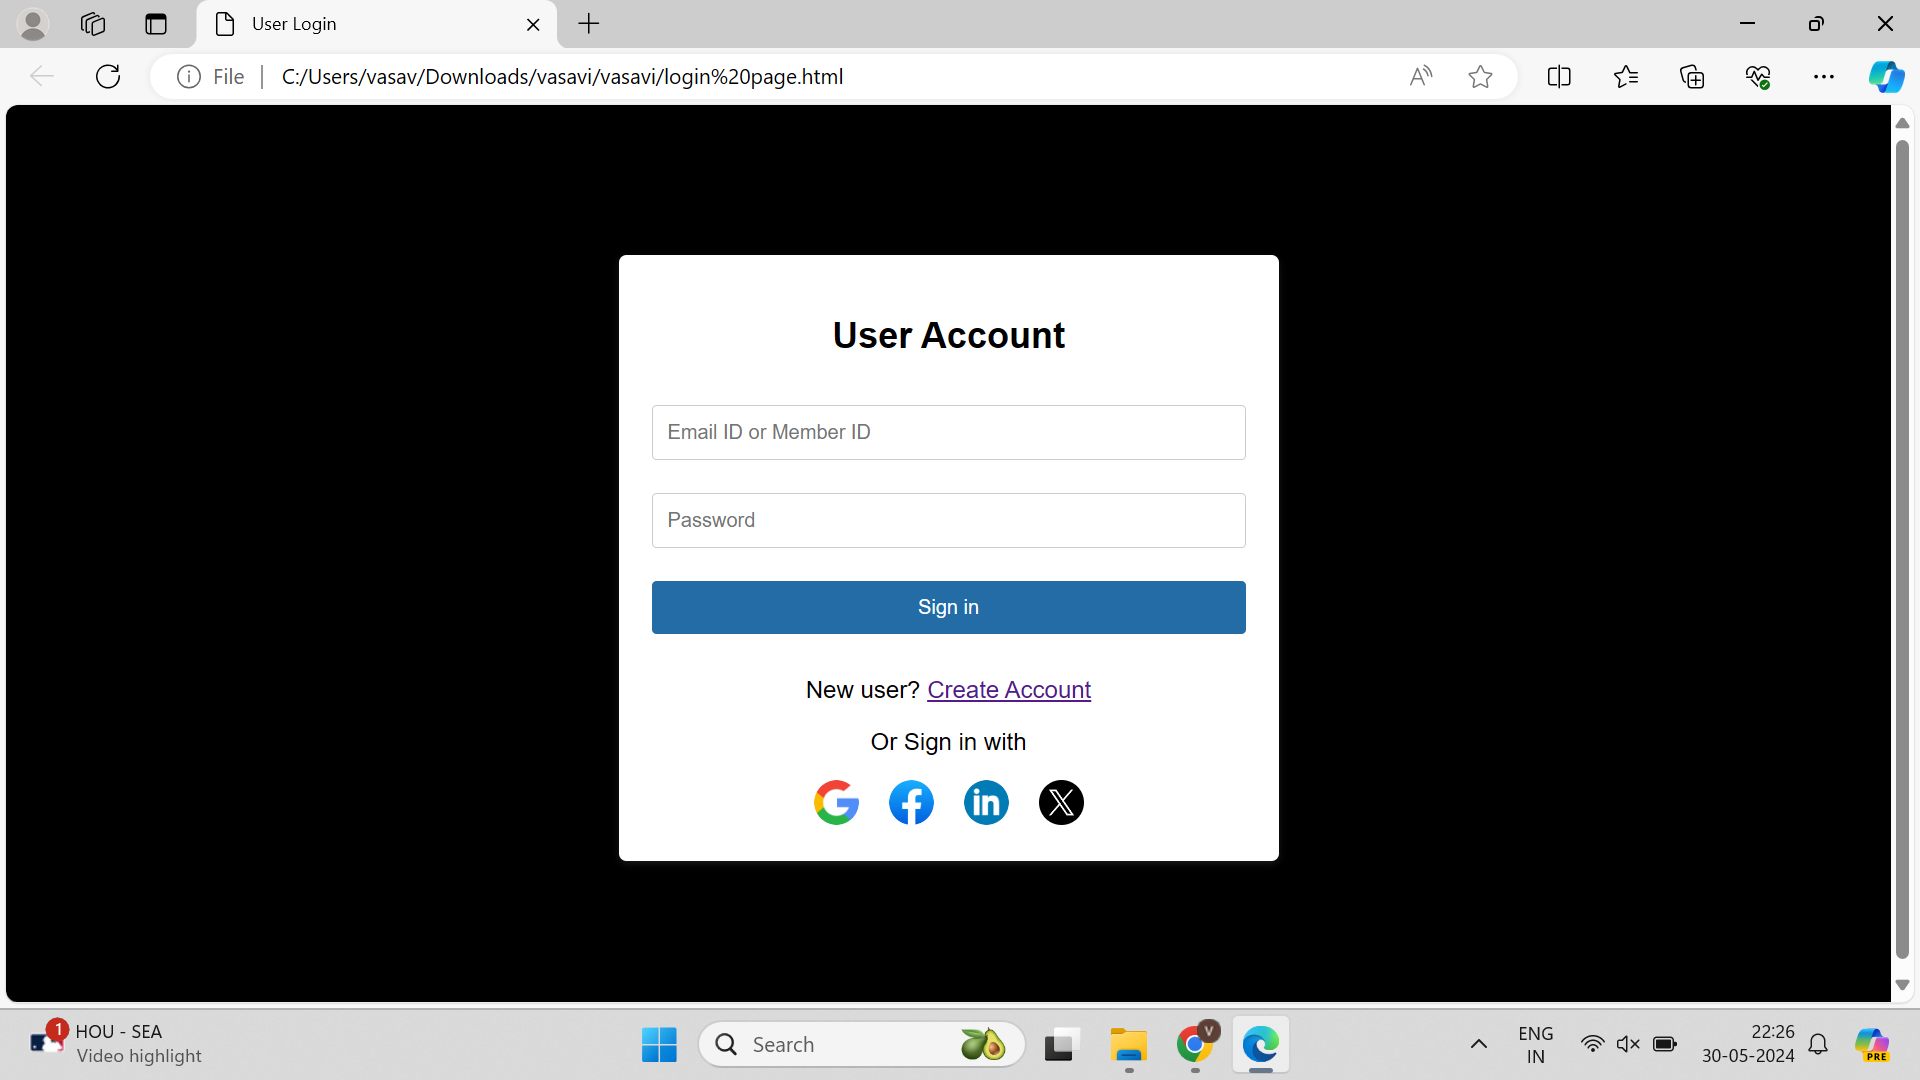 User Login
File
C:/Users/vasav/Downloads/vasavi/vasavi/login%20page.html
User Account
Email ID or Member ID
Password
Sign in
New user? Create Account
Or Sign in with
1
HOU - SEA
Video highlight
Search
V
ENG
IN
22:26
30-05-2024
PRE